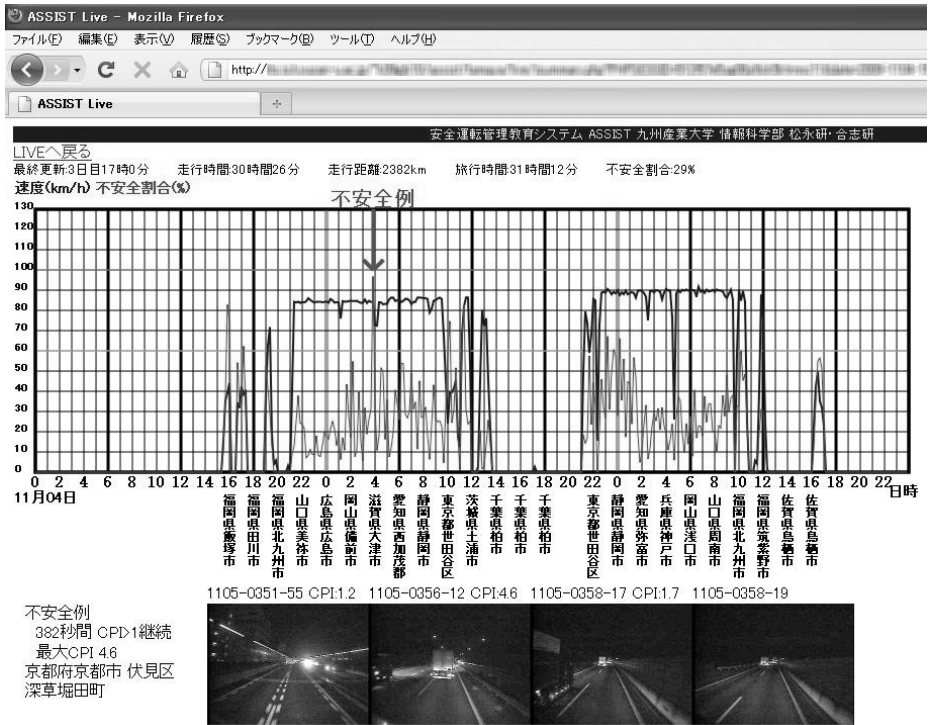 ASSIST Live - Mozilla Firefox
ファイル(F) 編集(E) 表示(V) 履歴(S) ブックマーク(B) ツール(T) ヘルプ(H)
http://
ASSIST Live
安全運転管理教育システム ASSIST 九州産業大学 情報科学部 松永研・合志研
LIVEへ戻る
最終更新:3日目17時0分 走行時間:30時間26分 走行距離:2382km 旅行時間:31時間12分 不安全割合:29%
速度(km/h) 不安全割合(%)
不安全例
130
120
110
100
90
80
70
60
50
40
30
20
10
0
0 2 4 6 8 10 12 14 16 18 20 22 0 2 4 6 8 10 12 14 16 18 20 22 0 2 4 6 8 10 12 14 16 18 20 22
11月04日
日時
福岡県飯塚市
福岡県田川市
福岡県北九州市
山口県美祢市
広島県広島市
岡山県備前市
滋賀県大津市
愛知県西加茂郡
静岡県静岡市
東京都世田谷区
茨城県土浦市
千葉県柏市
千葉県柏市
千葉県柏市
東京都世田谷区
静岡県静岡市
愛知県弥富市
兵庫県神戸市
岡山県浅口市
山口県周南市
福岡県北九州市
福岡県筑紫野市
佐賀県鳥栖市
佐賀県鳥栖市
1105-0351-55 CPI:1.2 1105-0356-12 CPI:4.6 1105-0358-17 CPI:1.7 1105-0358-19
不安全例
382秒間 CPI>1継続
最大CPI 4.6
京都府京都市 伏見区
深草堀田町